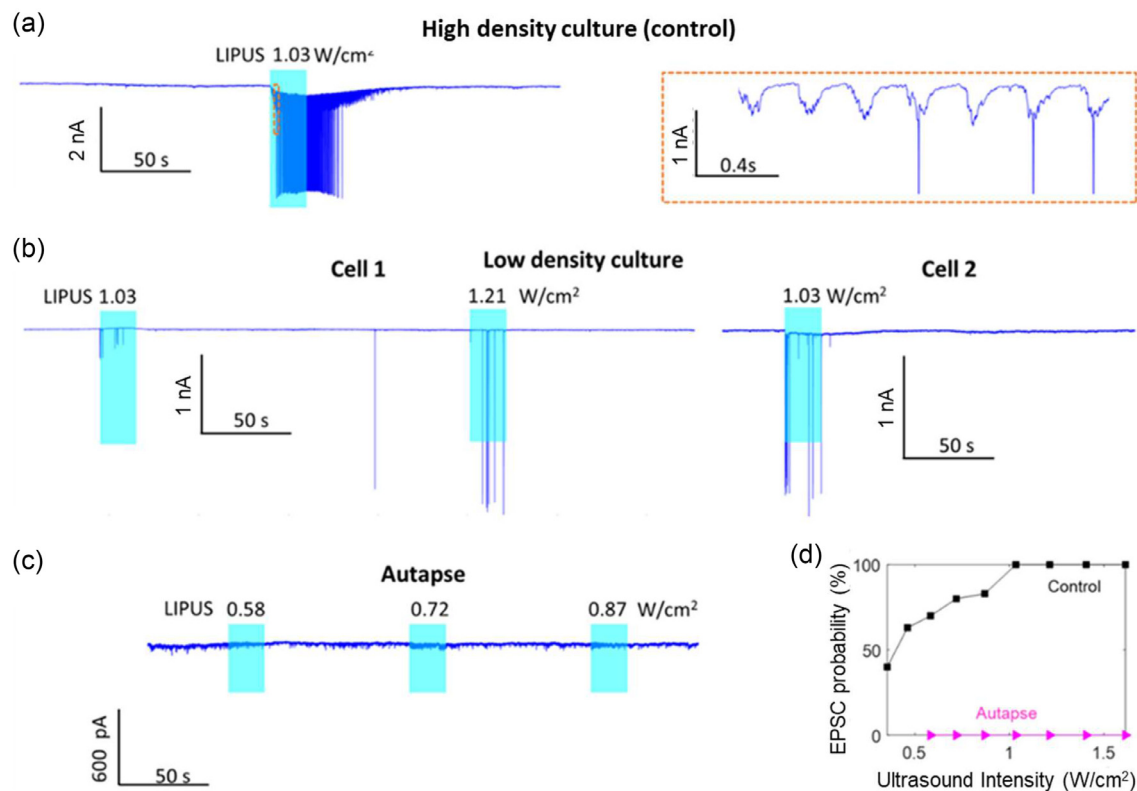 (a)
High density culture (control)
LIPUS 1.03 W/cm²
2 nA
50 s
1 nA
0.4s
(b)
Low density culture
Cell 1
Cell 2
LIPUS 1.03
1.21 W/cm²
1.03 W/cm²
1 nA
50 s
1 nA
50 s
(c)
Autapse
LIPUS 0.58 0.72 0.87 W/cm²
600 pA
50 s
(d)
EPSC probability (%)
100
50
0
Control
Autapse
0.5 1 1.5
Ultrasound Intensity (W/cm²)